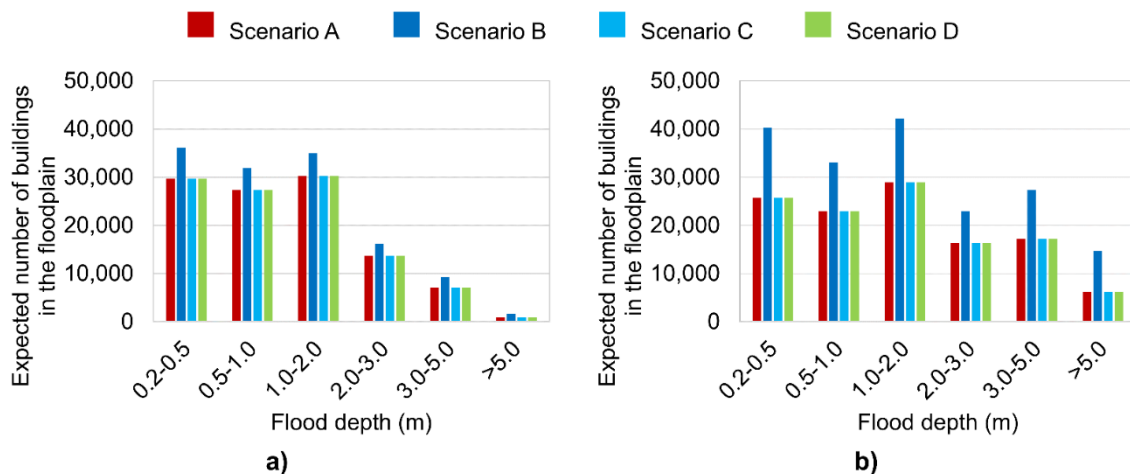 Scenario A Scenario B Scenario C Scenario D
Expected number of buildings
in the floodplain
50,000
40,000
30,000
20,000
10,000
0
0.2-0.5
0.5-1.0
1.0-2.0
2.0-3.0
3.0-5.0
>5.0
Flood depth (m)
a)
Expected number of buildings
in the floodplain
50,000
40,000
30,000
20,000
10,000
0
0.2-0.5
0.5-1.0
1.0-2.0
2.0-3.0
3.0-5.0
>5.0
Flood depth (m)
b)